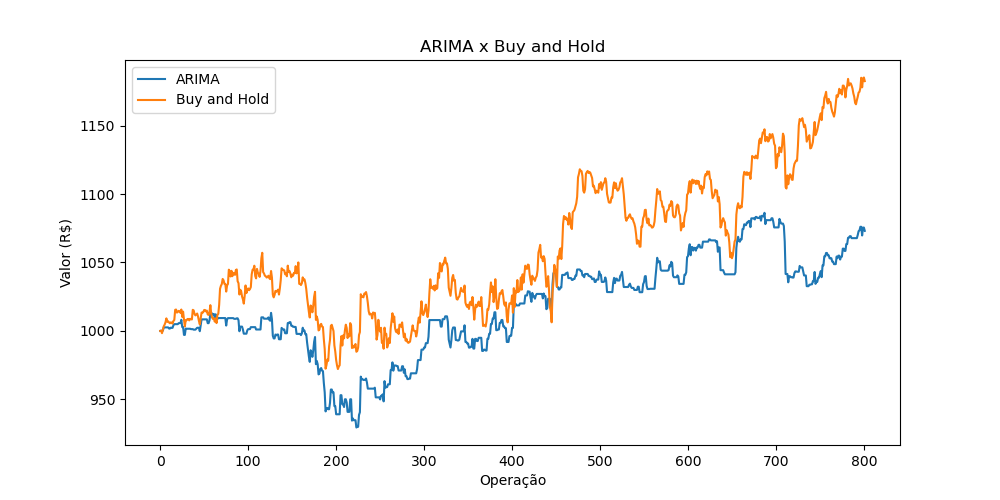 ARIMA x Buy and Hold
ARIMA
Buy and Hold
Valor (R$)
1150
1100
1050
1000
950
0 100 200 300 400 500 600 700 800
Operação